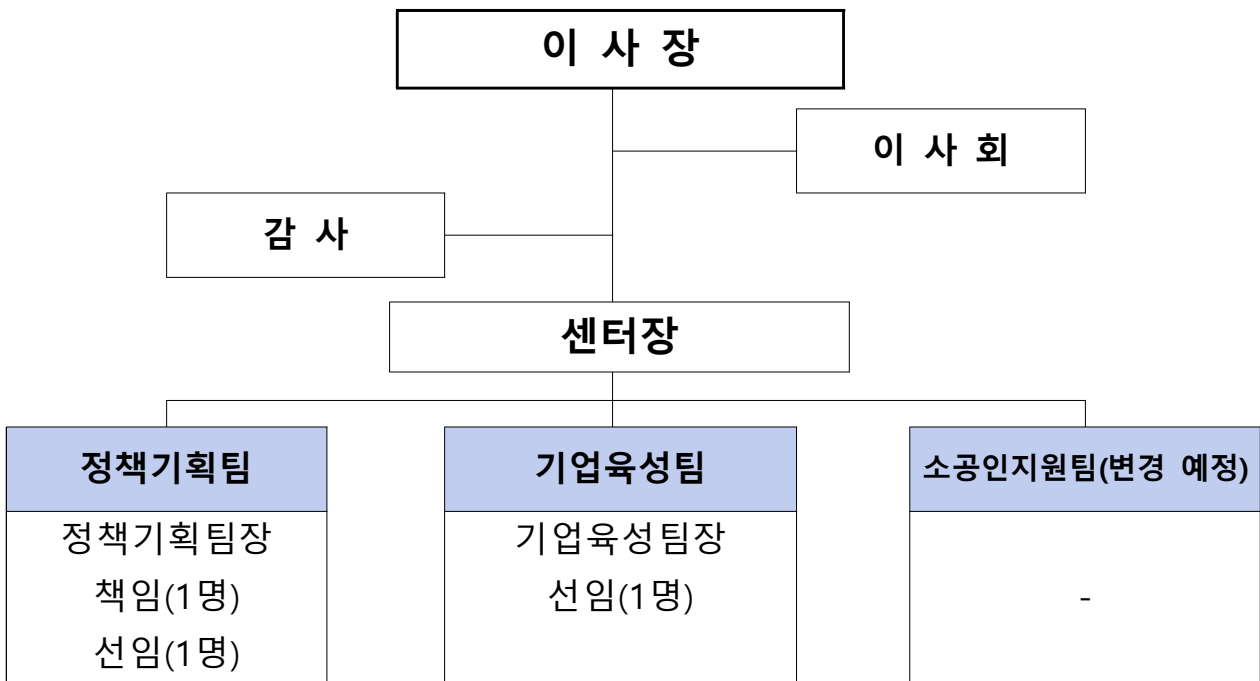 이 사 장
이 사 회
감 사
센터장
정책기획팀
정책기획팀장
책임(1명)
선임(1명)
기업육성팀
기업육성팀장
선임(1명)
소공인지원팀(변경 예정)
-